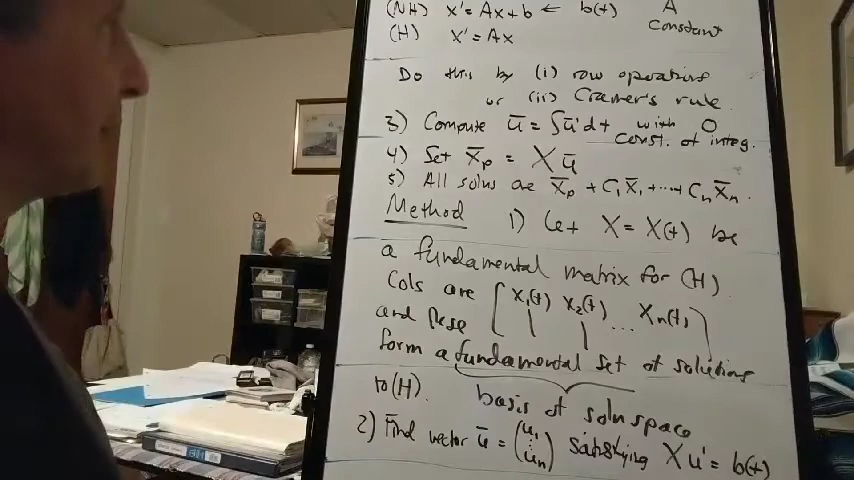 (NH) x' = Ax + b ← b(t) A
constant
(H) x' = Ax
Do this by (i) row operations
or (ii) Cramer's rule
3) Compute ū = ∫ū'dt with 0
const. of integ.
4) Set x̄p = X ū
5) All solns are x̄p + C₁x̄₁ + ... + Cₙx̄ₙ.
Method 1) Let X = X(t) be
a fundamental matrix for (H).
Cols are [x₁(t) x₂(t) ... xₙ(t)]
and these
form a fundamental set of solutions
to (H).
basis of soln space
2) Find vector ū = (u₁ ⋮ uₙ) satisfying X u' = b(t)